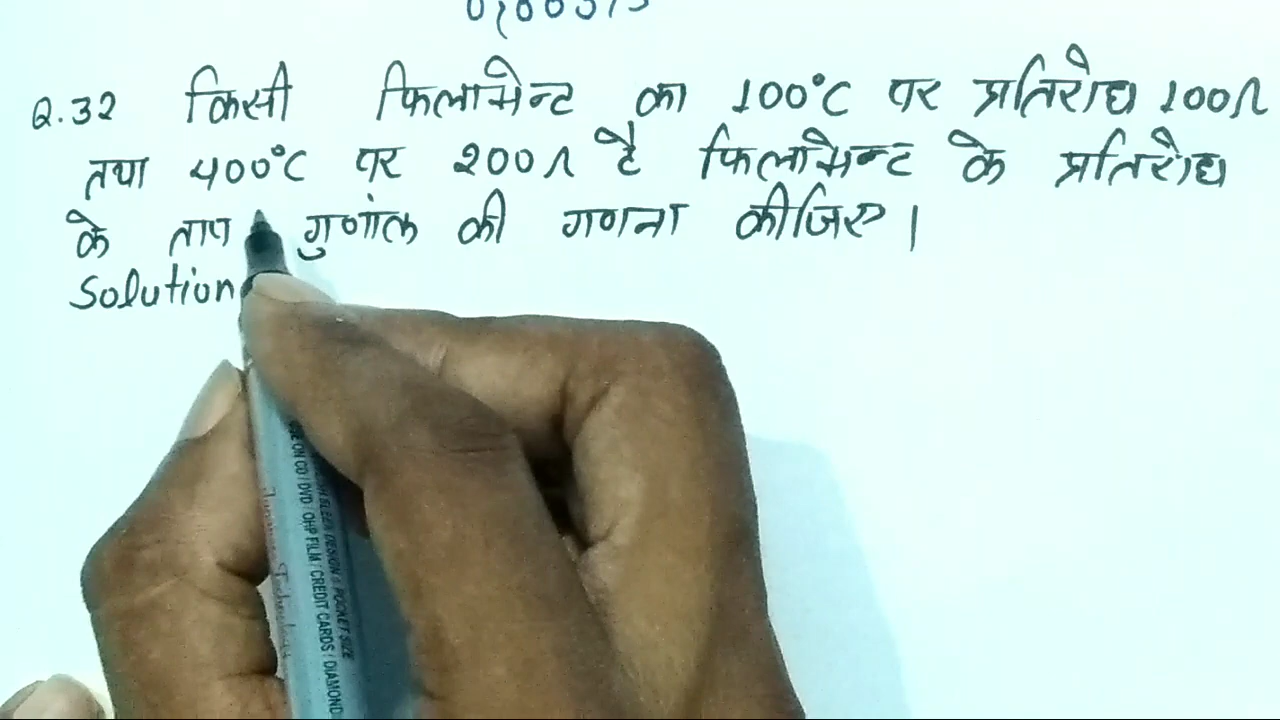 Q.32 किसी फिलामेन्ट का 100°C पर प्रतिरोध 100Ω
तथा 400°C पर 200Ω है फिलामेन्ट के प्रतिरोध
के ताप गुणांक की गणना कीजिए।
Solution